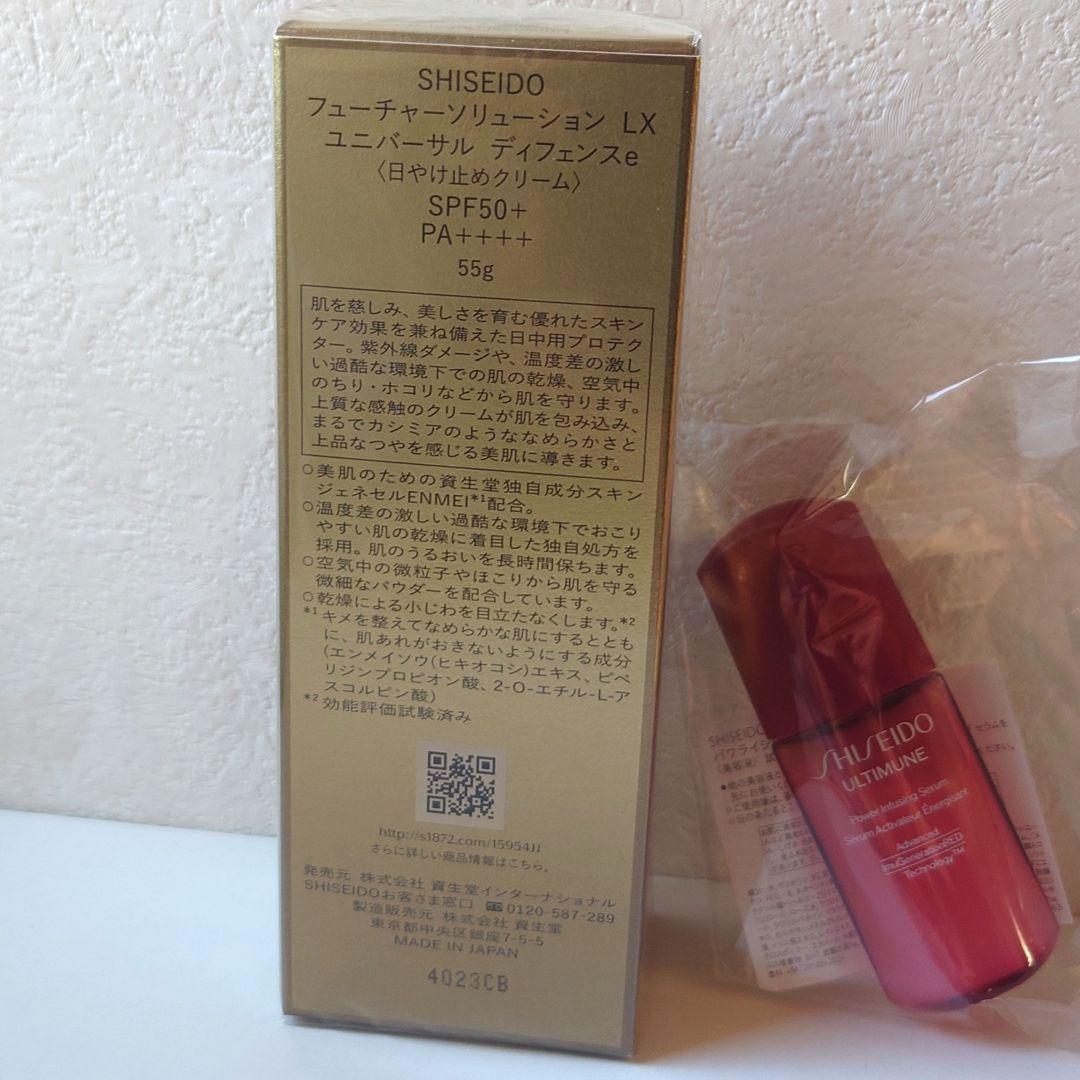 SHISEIDO
フューチャーソリューション LX
ユニバーサル ディフェンスe
〈日やけ止めクリーム〉
SPF50+
PA++++
55g
肌を慈しみ、美しさを育む優れたスキン
ケア効果を兼ね備えた日中用プロテク
ター。紫外線ダメージや、温度差の激し
い過酷な環境下での肌の乾燥、空気中
のちり・ホコリなどから肌を守ります。
上質な感触のクリームが肌を包み込み、
まるでカシミアのようななめらかさと
上品なつやを感じる美肌に導きます。
○美肌のための資生堂独自成分スキン
ジェネセルENMEI*1配合。
○温度差の激しい過酷な環境下でおこり
やすい肌の乾燥に着目した独自処方を
採用。肌のうるおいを長時間保ちます。
○空気中の微粒子やほこりから肌を守る
微細なパウダーを配合しています。
○乾燥による小じわを目立たなくします。*2
*1 キメを整えてなめらかな肌にするととも
に、肌あれがおきないようにする成分
(エンメイソウ(ヒキオコシ)エキス、ピペ
リジンプロピオン酸、2-O-エチル-L-ア
スコルビン酸)
*2 効能評価試験済み
http://s1872.com/15954JJ
さらに詳しい商品情報はこちら。
発売元 株式会社 資生堂インターナショナル
SHISEIDOお客さま窓口 0120-587-289
製造販売元 株式会社 資生堂
東京都中央区銀座7-5-5
MADE IN JAPAN
4023CB
SHISEIDO
ULTIMUNE
Power Infusing Serum
Sérum Activateur Énergisant
Advanced
ImuGenerationRED
Technology™
SHISEIDO
パワライジ
セラムを
〈美容液〉